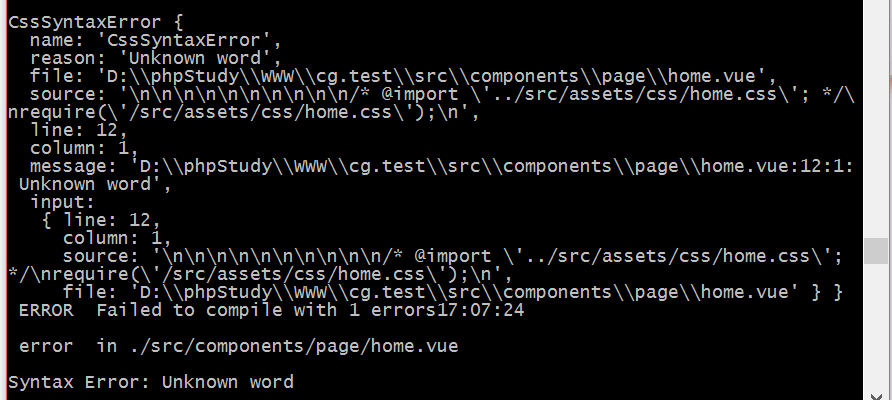 CssSyntaxError {
  name: 'CssSyntaxError',
  reason: 'Unknown word',
  file: 'D:\\phpStudy\\WWW\\cg.test\\src\\components\\page\\home.vue',
  source: '\n\n\n\n\n\n\n\n\n\n/* @import \'../src/assets/css/home.css\'; */\
nrequire(\'/src/assets/css/home.css\');\n',
  line: 12,
  column: 1,
  message: 'D:\\phpStudy\\WWW\\cg.test\\src\\components\\page\\home.vue:12:1:
 Unknown word',
  input:
   { line: 12,
     column: 1,
     source: '\n\n\n\n\n\n\n\n\n\n/* @import \'../src/assets/css/home.css\';
*/\nrequire(\'/src/assets/css/home.css\');\n',
     file: 'D:\\phpStudy\\WWW\\cg.test\\src\\components\\page\\home.vue' } }
 ERROR  Failed to compile with 1 errors17:07:24
 error  in ./src/components/page/home.vue
Syntax Error: Unknown word